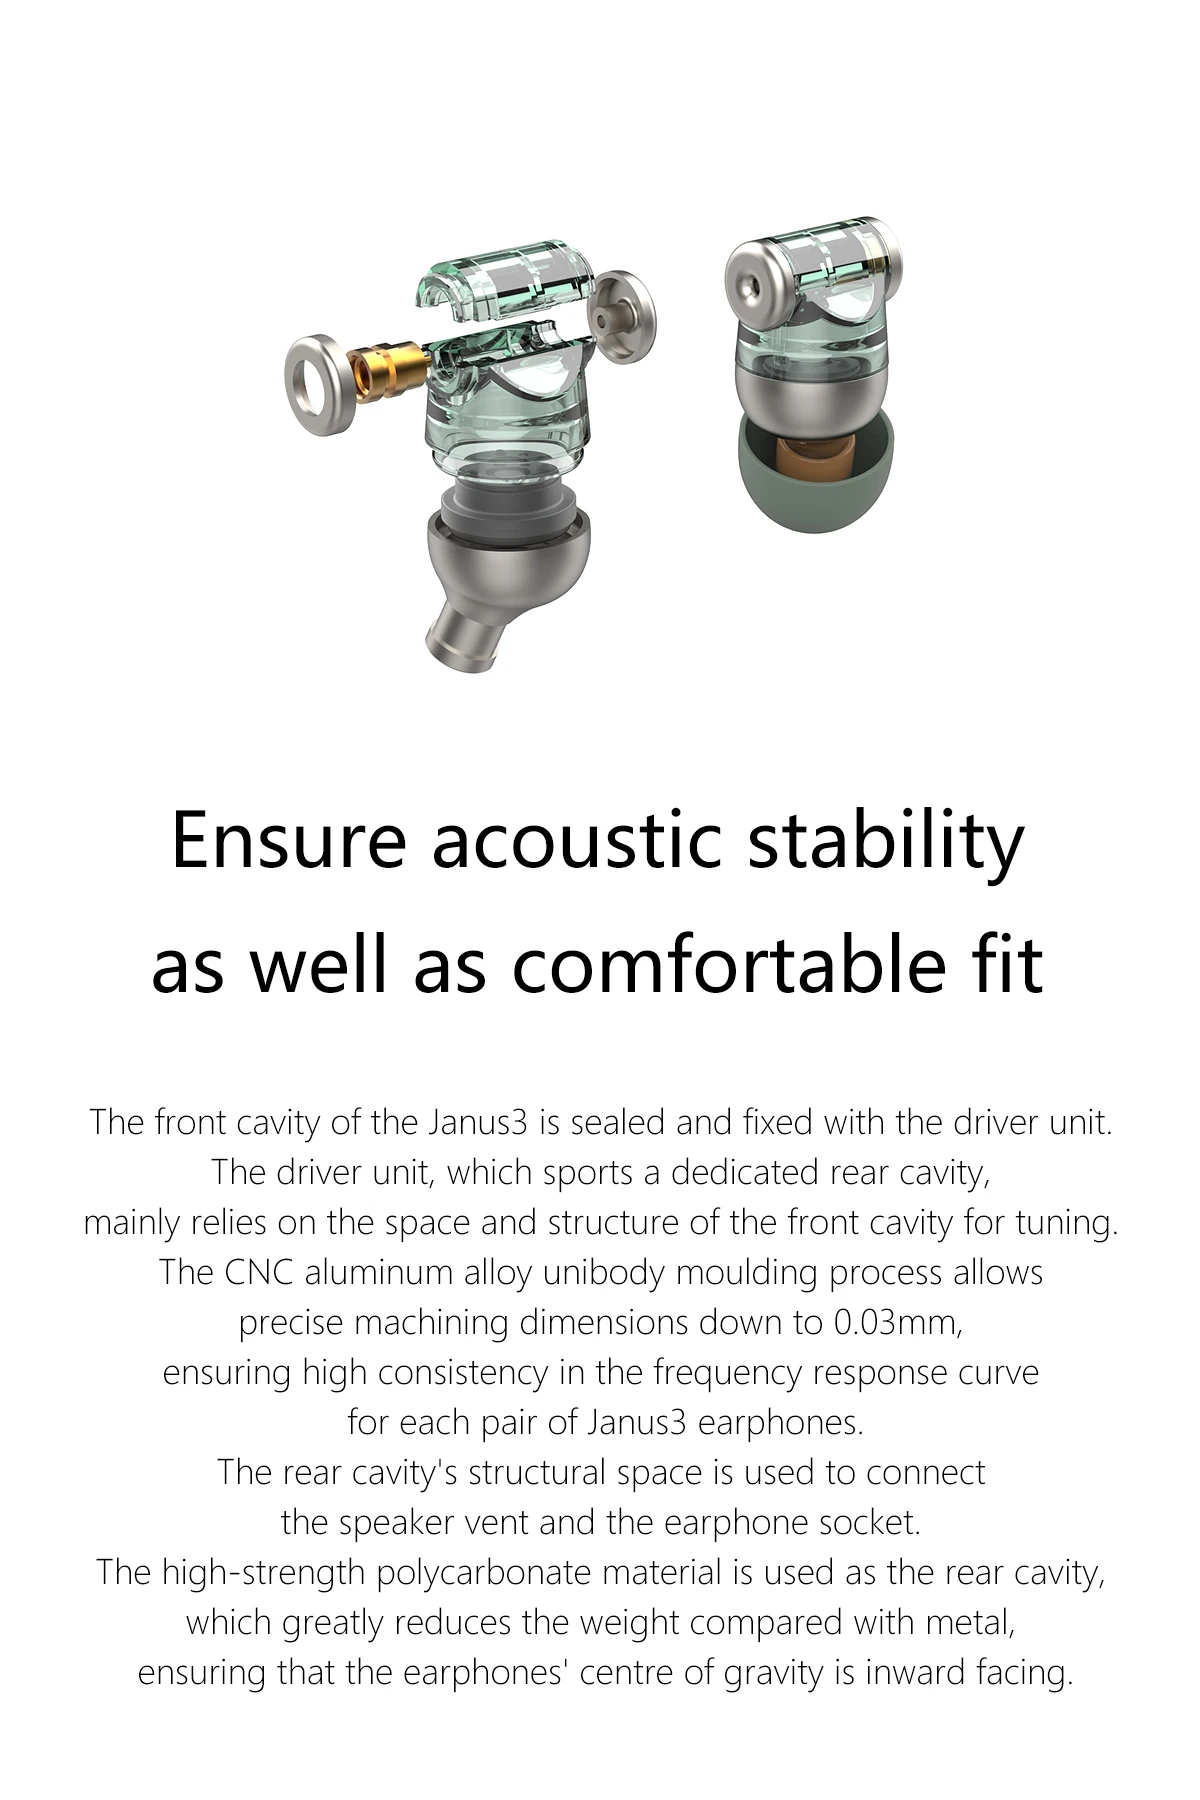 Ensure acoustic stability
as well as comfortable fit
The front cavity of the Janus3 is sealed and fixed with the driver unit.
The driver unit, which sports a dedicated rear cavity,
mainly relies on the space and structure of the front cavity for tuning.
The CNC aluminum alloy unibody moulding process allows
precise machining dimensions down to 0.03mm,
ensuring high consistency in the frequency response curve
for each pair of Janus3 earphones.
The rear cavity's structural space is used to connect
the speaker vent and the earphone socket.
The high-strength polycarbonate material is used as the rear cavity,
which greatly reduces the weight compared with metal,
ensuring that the earphones' centre of gravity is inward facing.